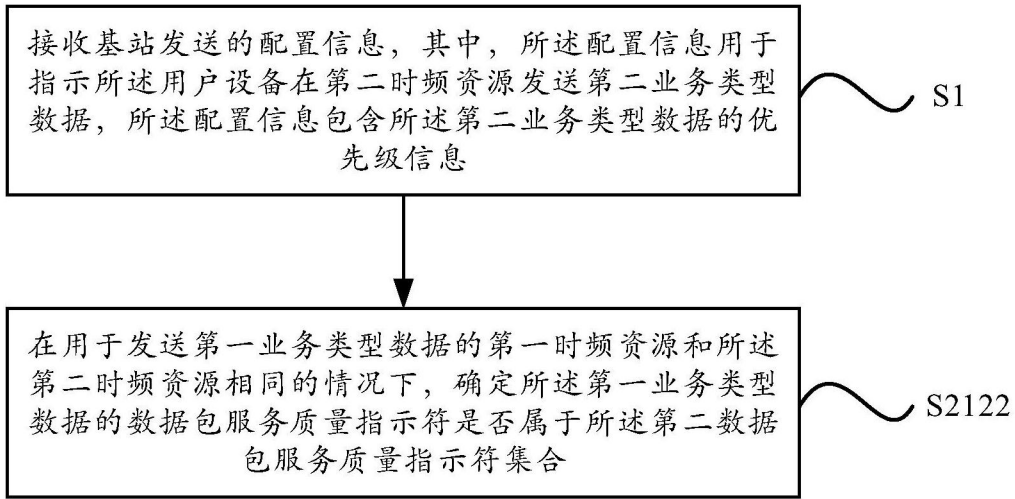 接收基站发送的配置信息，其中，所述配置信息用于
指示所述用户设备在第二时频资源发送第二业务类型
数据，所述配置信息包含所述第二业务类型数据的优
先级信息
S1
在用于发送第一业务类型数据的第一时频资源和所述
第二时频资源相同的情况下，确定所述第一业务类型
数据的数据包服务质量指示符是否属于所述第二数据
包服务质量指示符集合
S2122